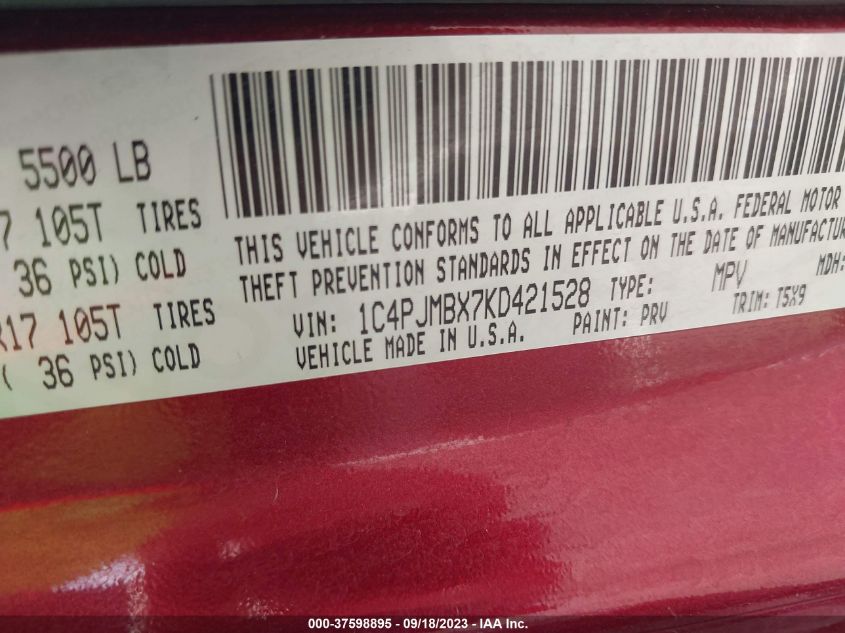 5500 LB
7 105T TIRES
( 36 PSI) COLD
R17 105T TIRES
( 36 PSI) COLD
THIS VEHICLE CONFORMS TO ALL APPLICABLE U.S.A. FEDERAL MOTOR
THEFT PREVENTION STANDARDS IN EFFECT ON THE DATE OF MANUFACTUR
VIN: 1C4PJMBX7KD421528 TYPE: MPV MDH:
VEHICLE MADE IN U.S.A. PAINT: PRV TRIM: T5X9
000-37598895 - 09/18/2023 - IAA Inc.